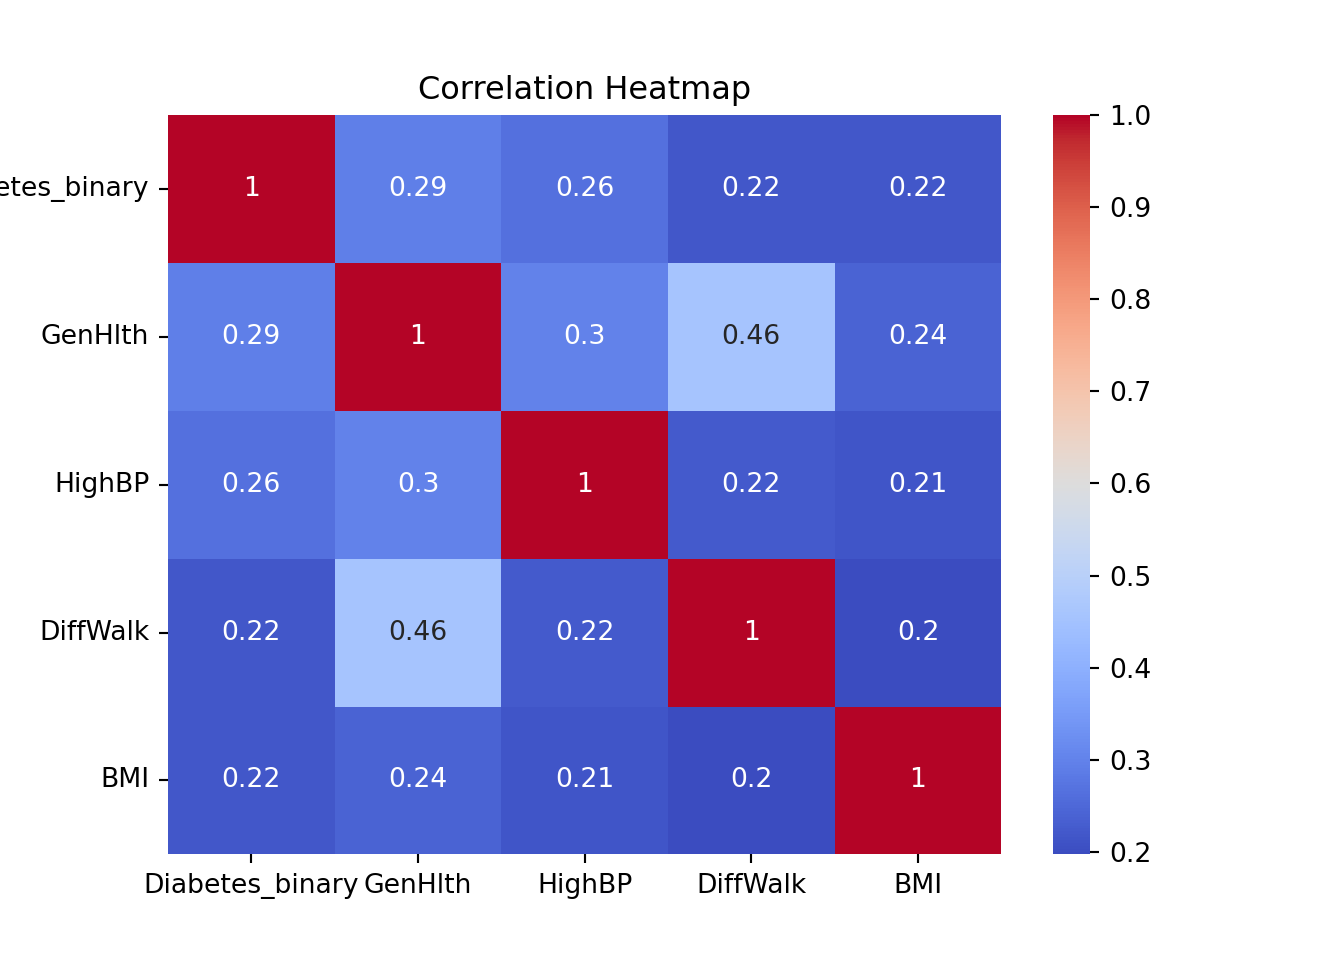 Correlation Heatmap
etes_binary 1 0.29 0.26 0.22 0.22
GenHlth 0.29 1 0.3 0.46 0.24
HighBP 0.26 0.3 1 0.22 0.21
DiffWalk 0.22 0.46 0.22 1 0.2
BMI 0.22 0.24 0.21 0.2 1
Diabetes_binary GenHlth HighBP DiffWalk BMI
1.0
0.9
0.8
0.7
0.6
0.5
0.4
0.3
0.2